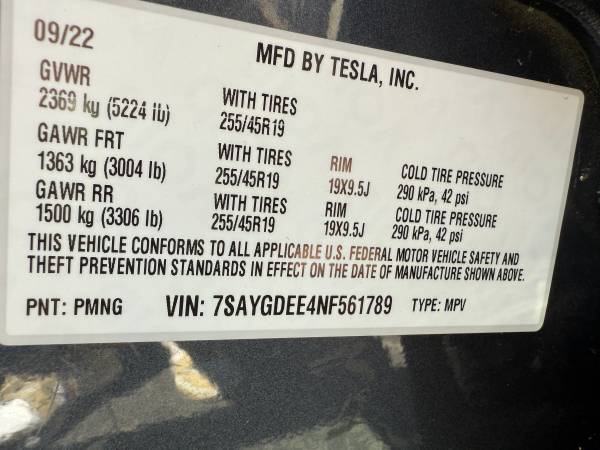 09/22 MFD BY TESLA, INC.
GVWR
2369 kg (5224 lb) WITH TIRES 255/45R19
GAWR FRT
1363 kg (3004 lb) WITH TIRES 255/45R19 RIM 19X9.5J COLD TIRE PRESSURE 290 kPa, 42 psi
GAWR RR
1500 kg (3306 lb) WITH TIRES 255/45R19 RIM 19X9.5J COLD TIRE PRESSURE 290 kPa, 42 psi
THIS VEHICLE CONFORMS TO ALL APPLICABLE U.S. FEDERAL MOTOR VEHICLE SAFETY AND
THEFT PREVENTION STANDARDS IN EFFECT ON THE DATE OF MANUFACTURE SHOWN ABOVE.
PNT: PMNG VIN: 7SAYGDEE4NF561789 TYPE: MPV